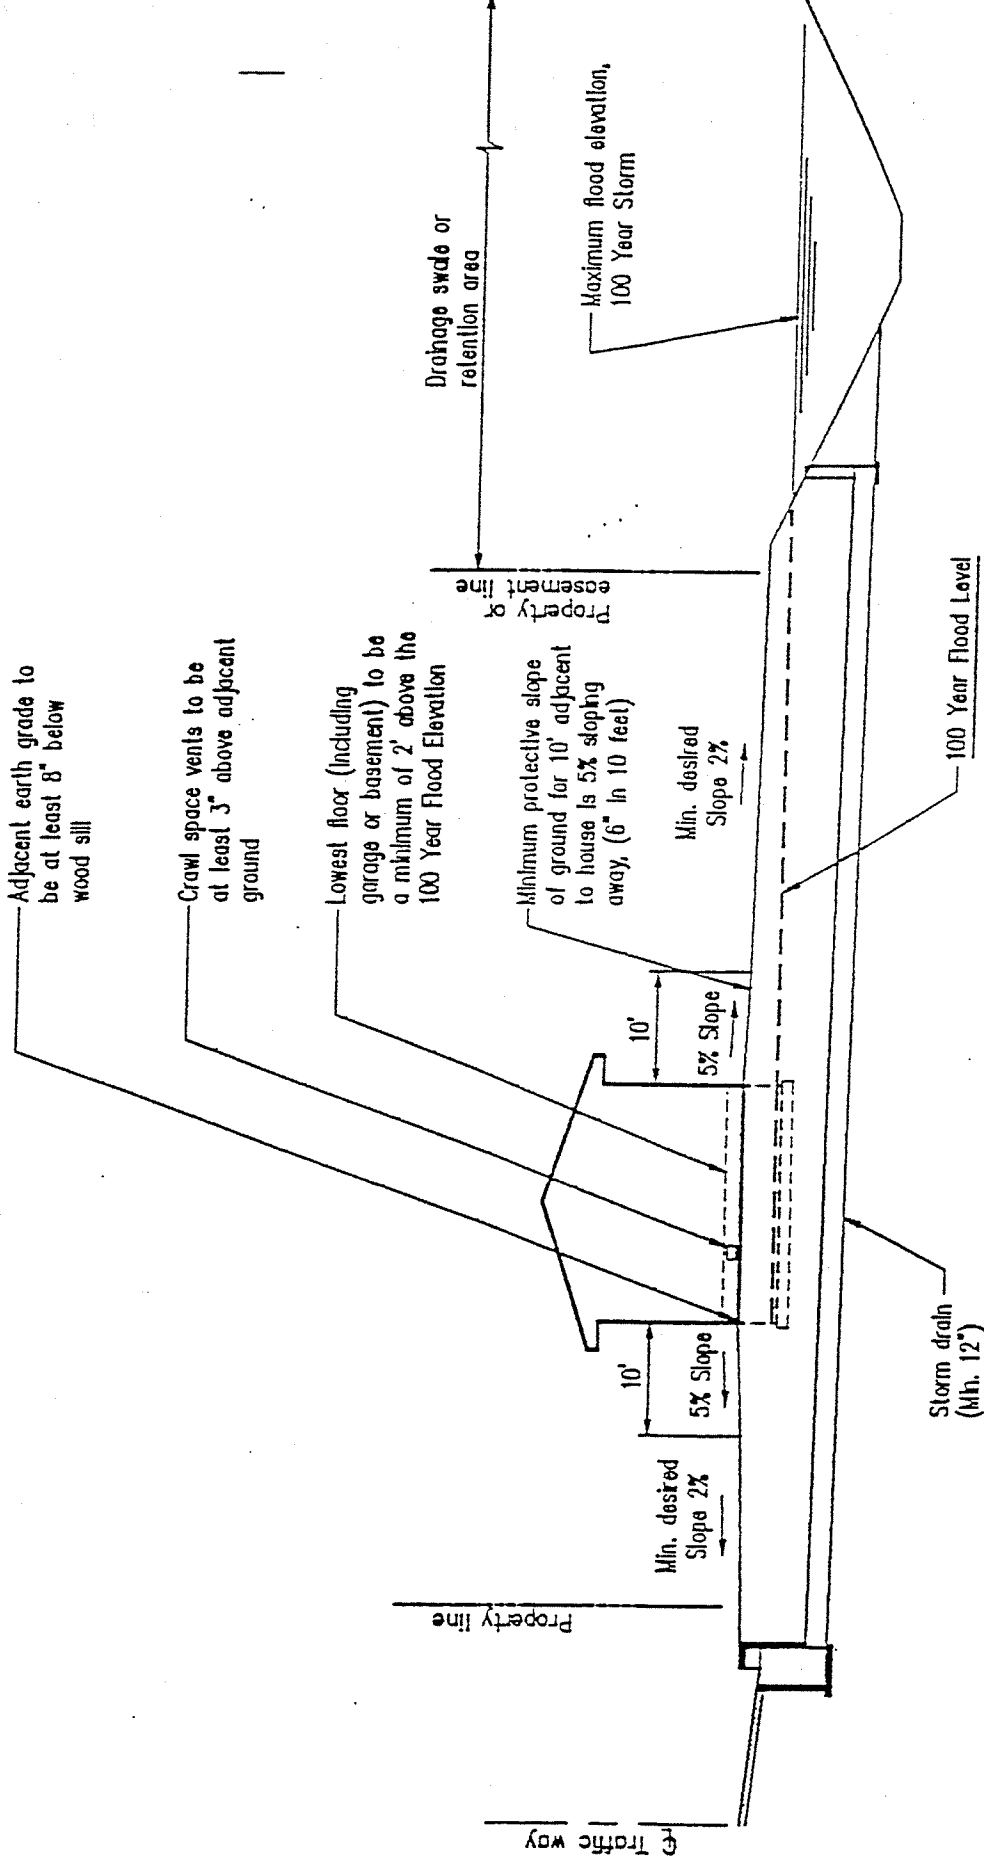 Adjacent earth grade to
be at least 8" below
wood sill
Crawl space vents to be
at least 3" above adjacent
ground
Lowest floor (including
garage or basement) to be
a minimum of 2' above the
100 Year Flood Elevation
Minimum protective slope
of ground for 10' adjacent
to house is 5% sloping
away, (6" in 10 feet)
Drainage swale or
retention area
Maximum flood elevation,
100 Year Storm
Property or
easement line
Min. desired
Slope 2%
10'
5% Slope
10'
5% Slope
Min. desired
Slope 2%
Property line
℄ Traffic way
100 Year Flood Level
Storm drain
(Min. 12")